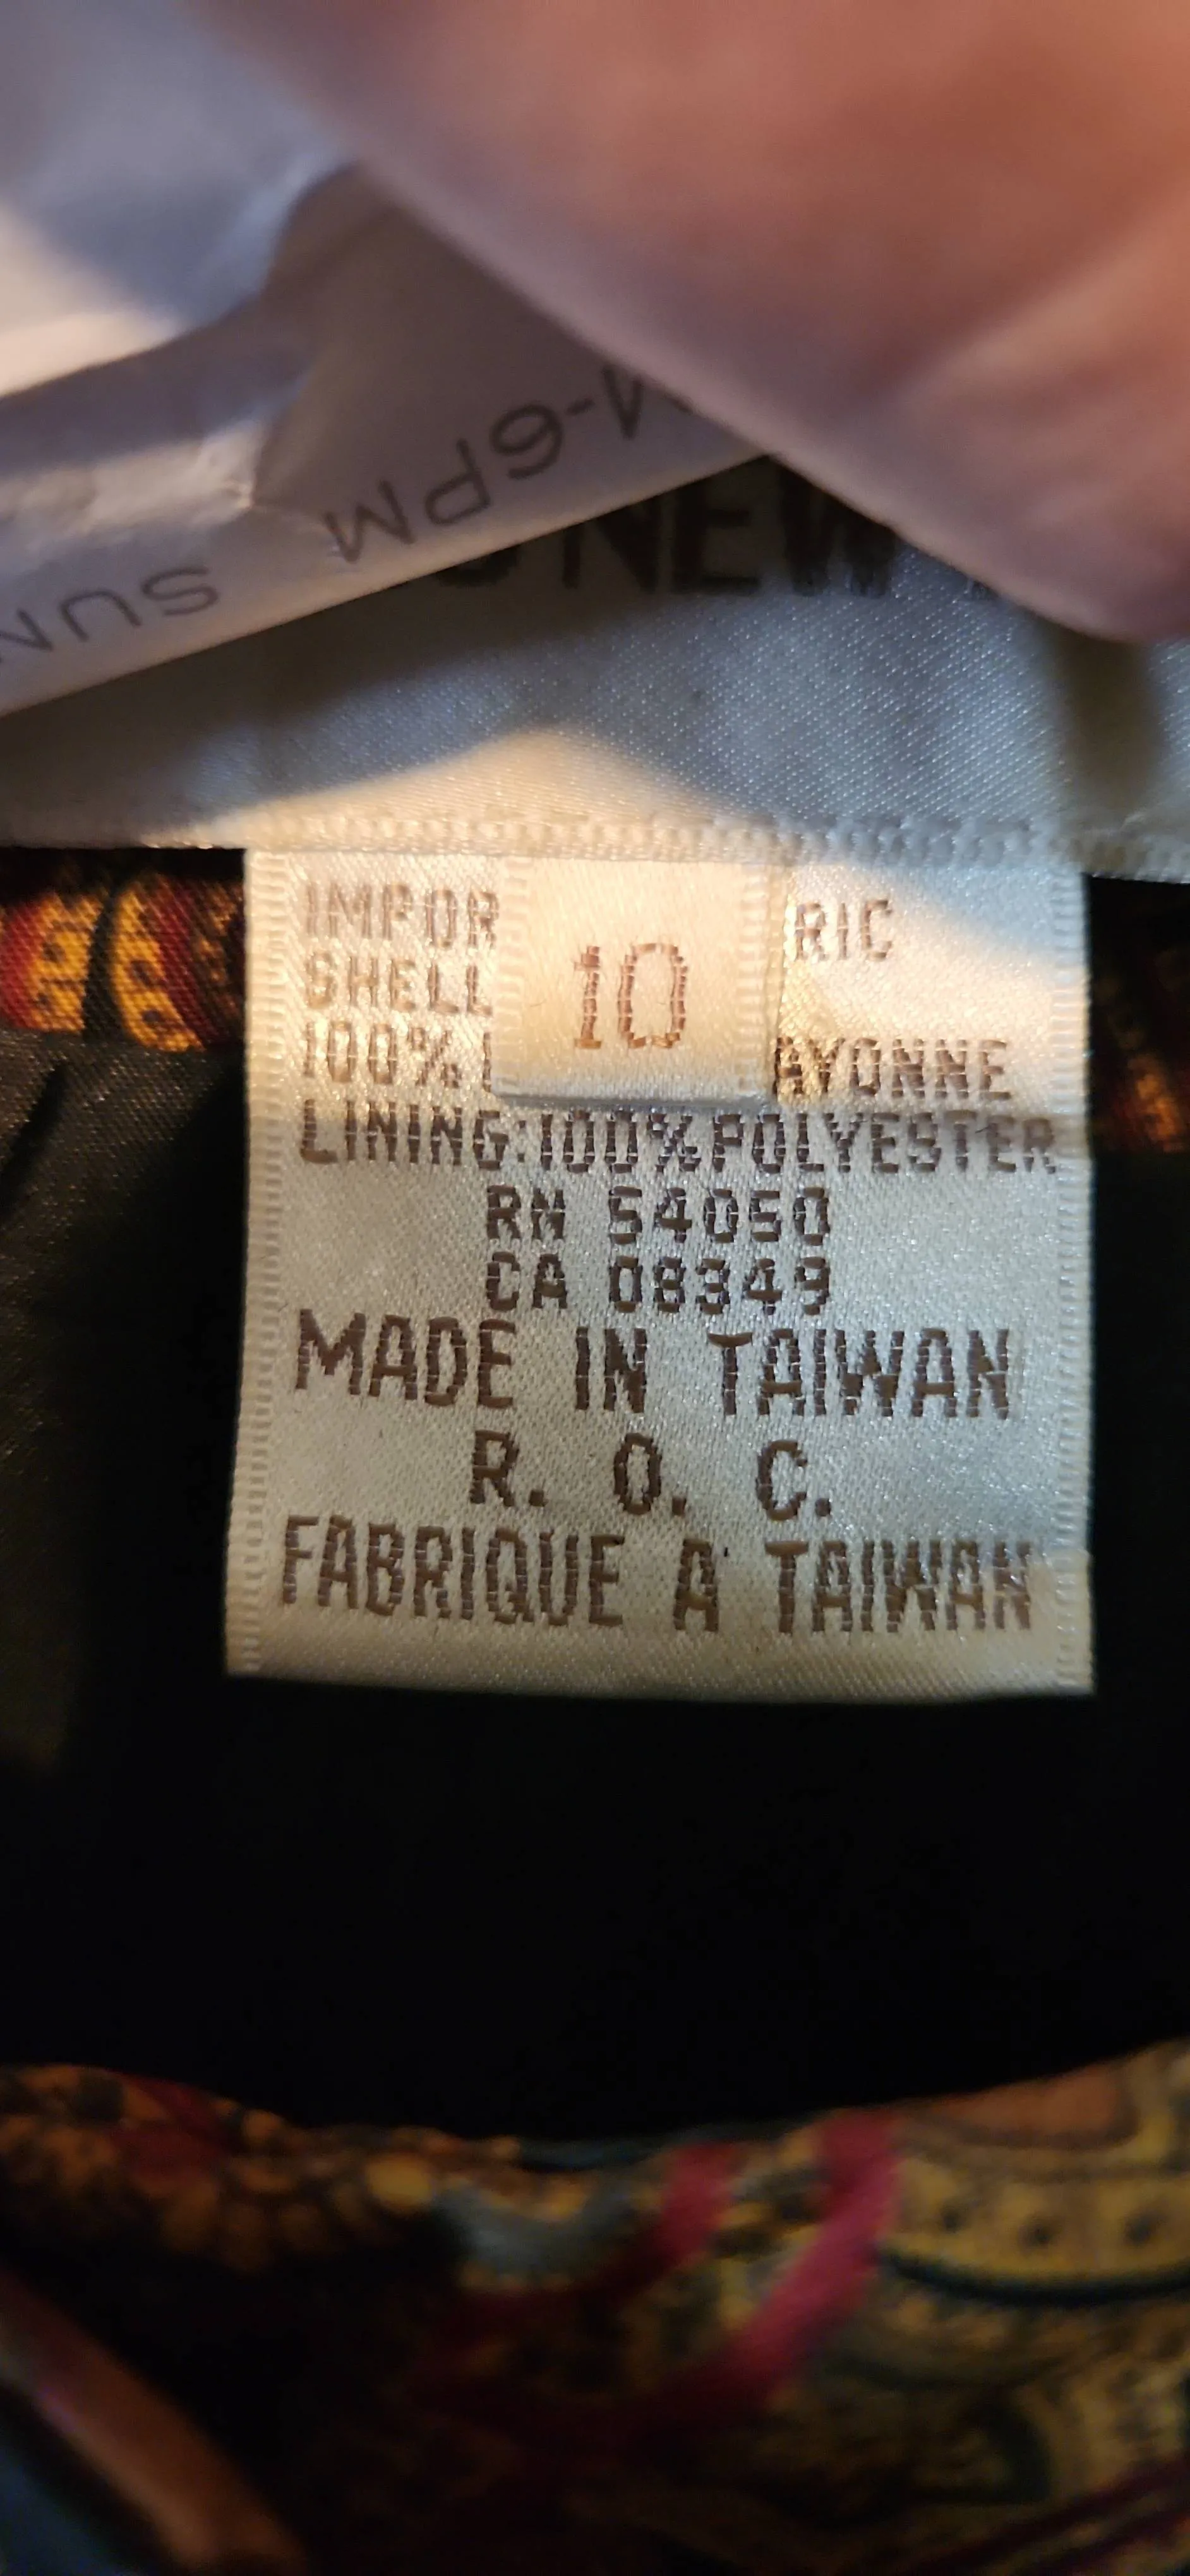 -6PM
SUN
NEW
IMPOR
RIC
SHELL
10
100%
AYONNE
LINING:100%POLYESTER
RN 54050
CA 08349
MADE IN TAIWAN
R. O. C.
FABRIQUE A TAIWAN